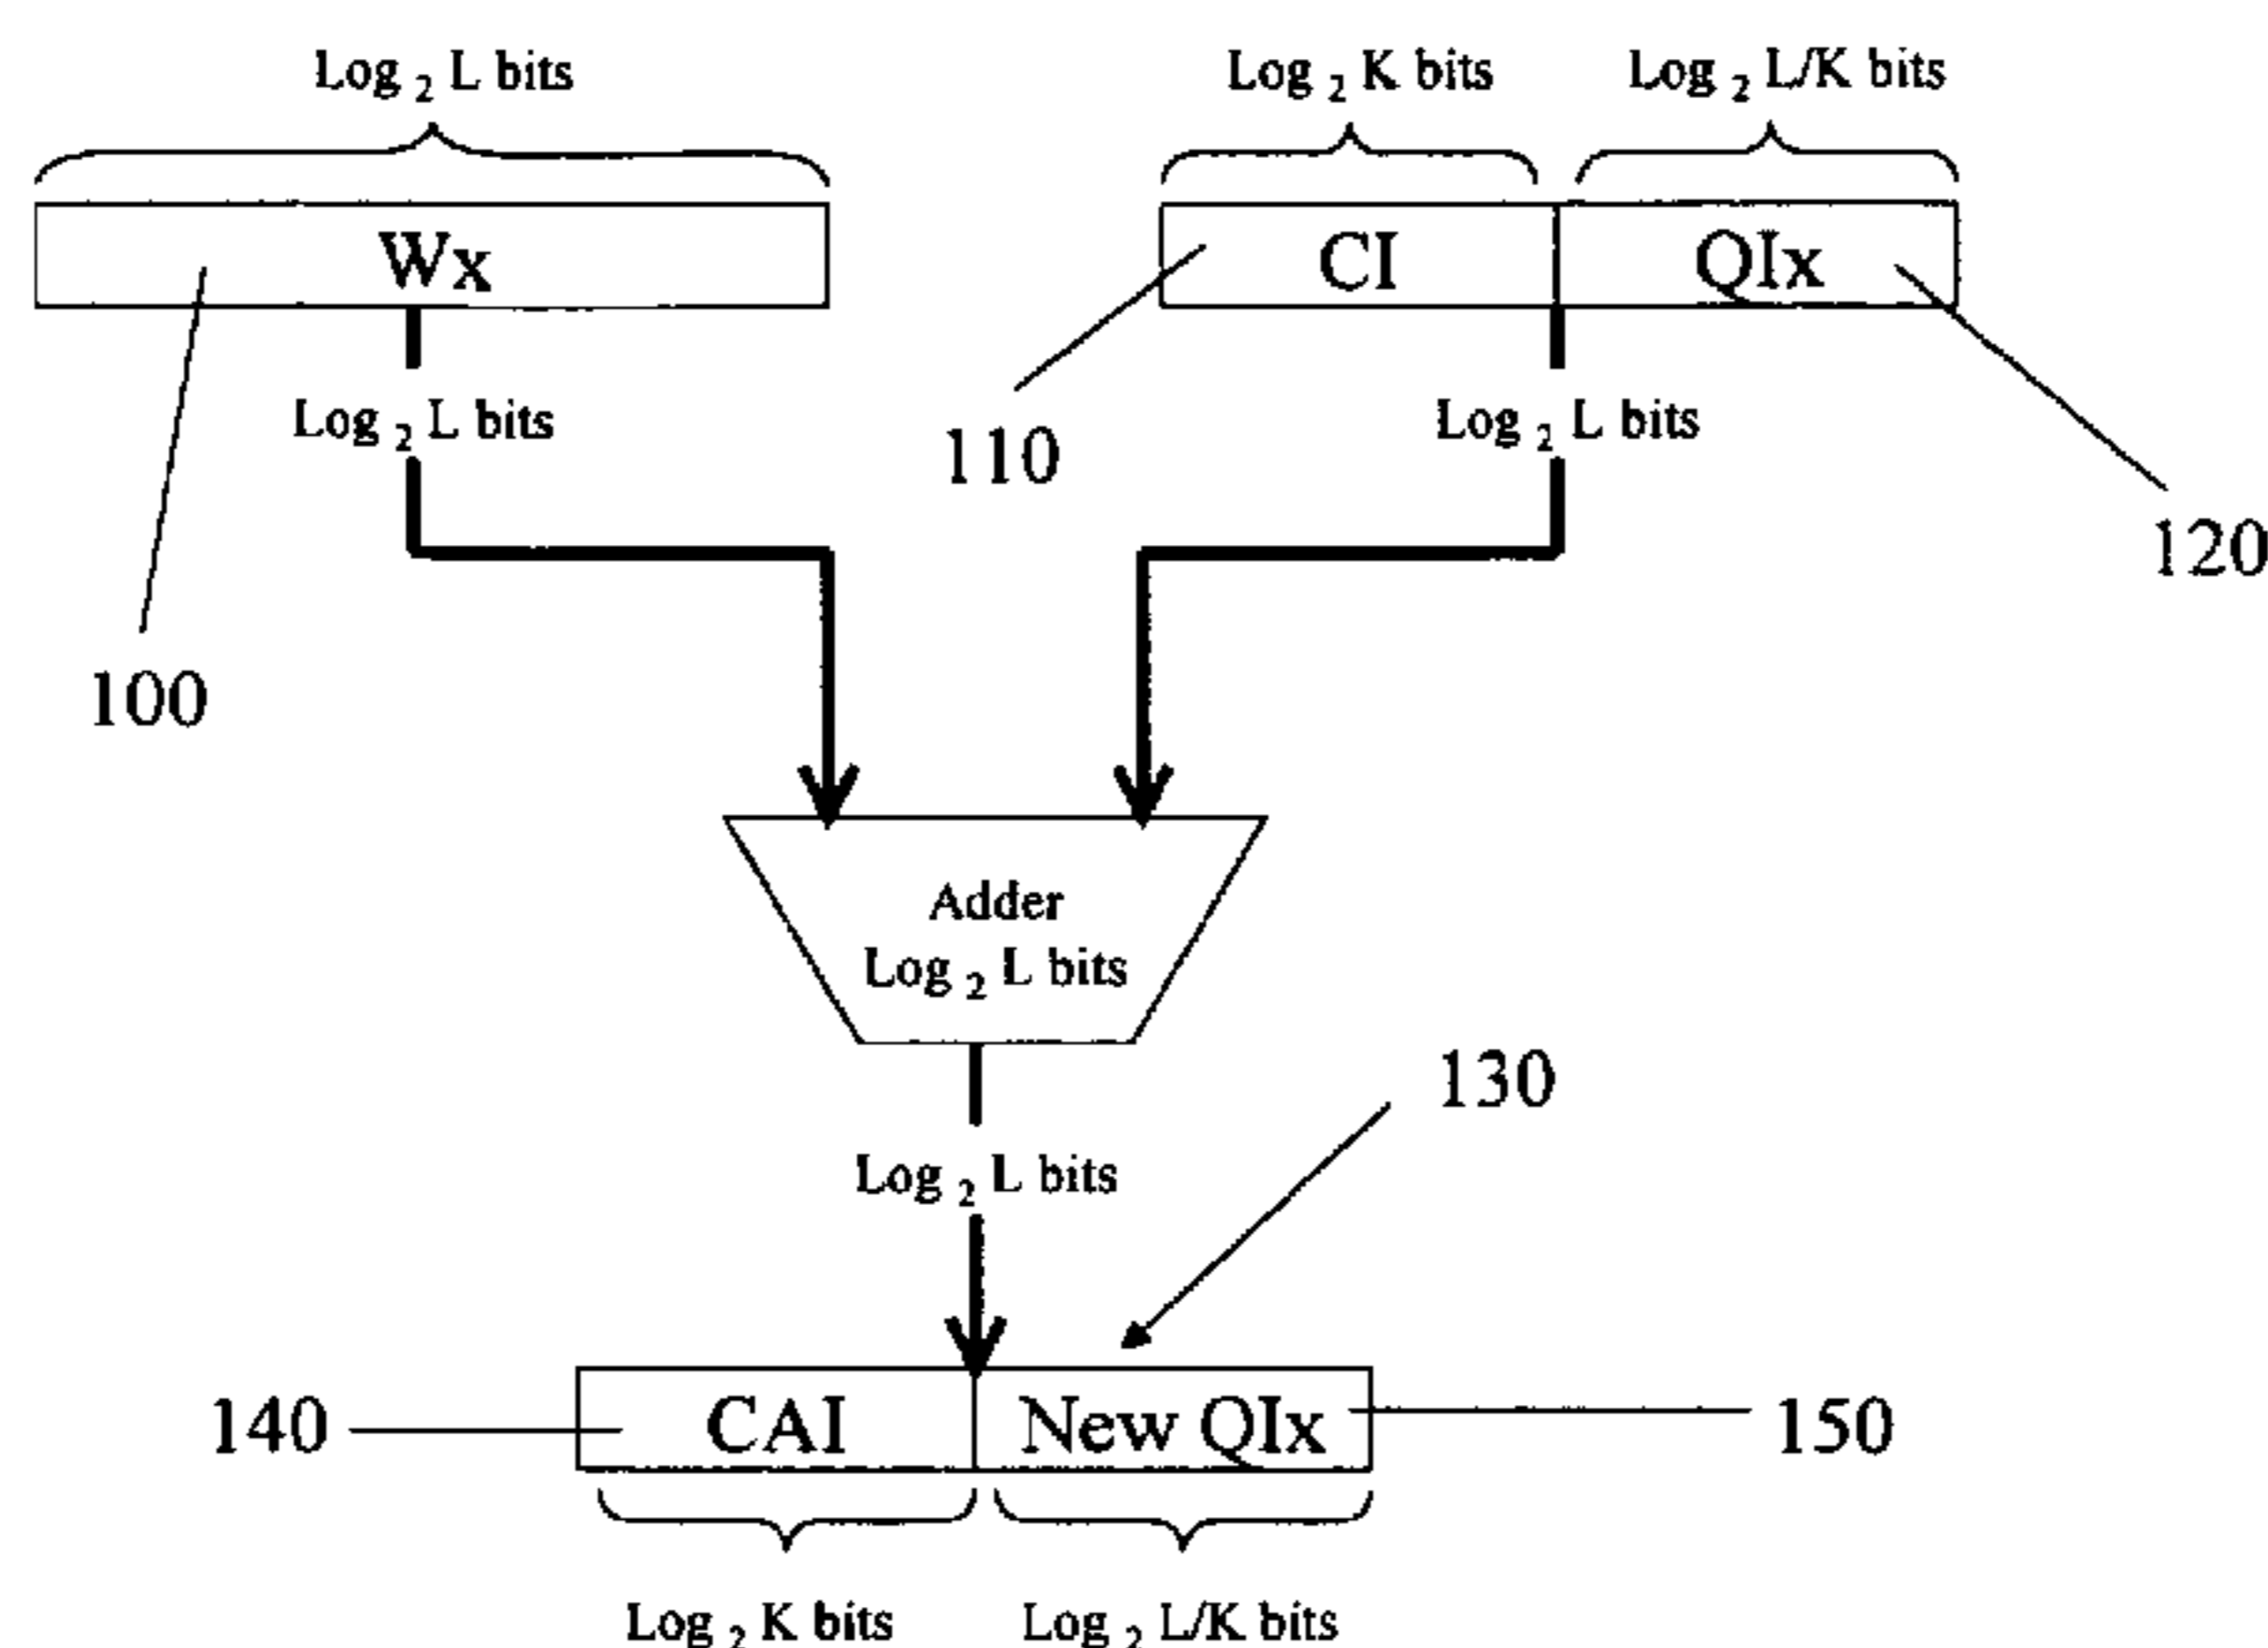 Log 2 L bits
Log 2 K bits
Log 2 L/K bits
Wx
CI
QIx
Log 2 L bits
110
Log 2 L bits
120
100
Adder
Log 2 L bits
130
Log 2 L bits
140
CAI
New QIx
150
Log 2 K bits
Log 2 L/K bits